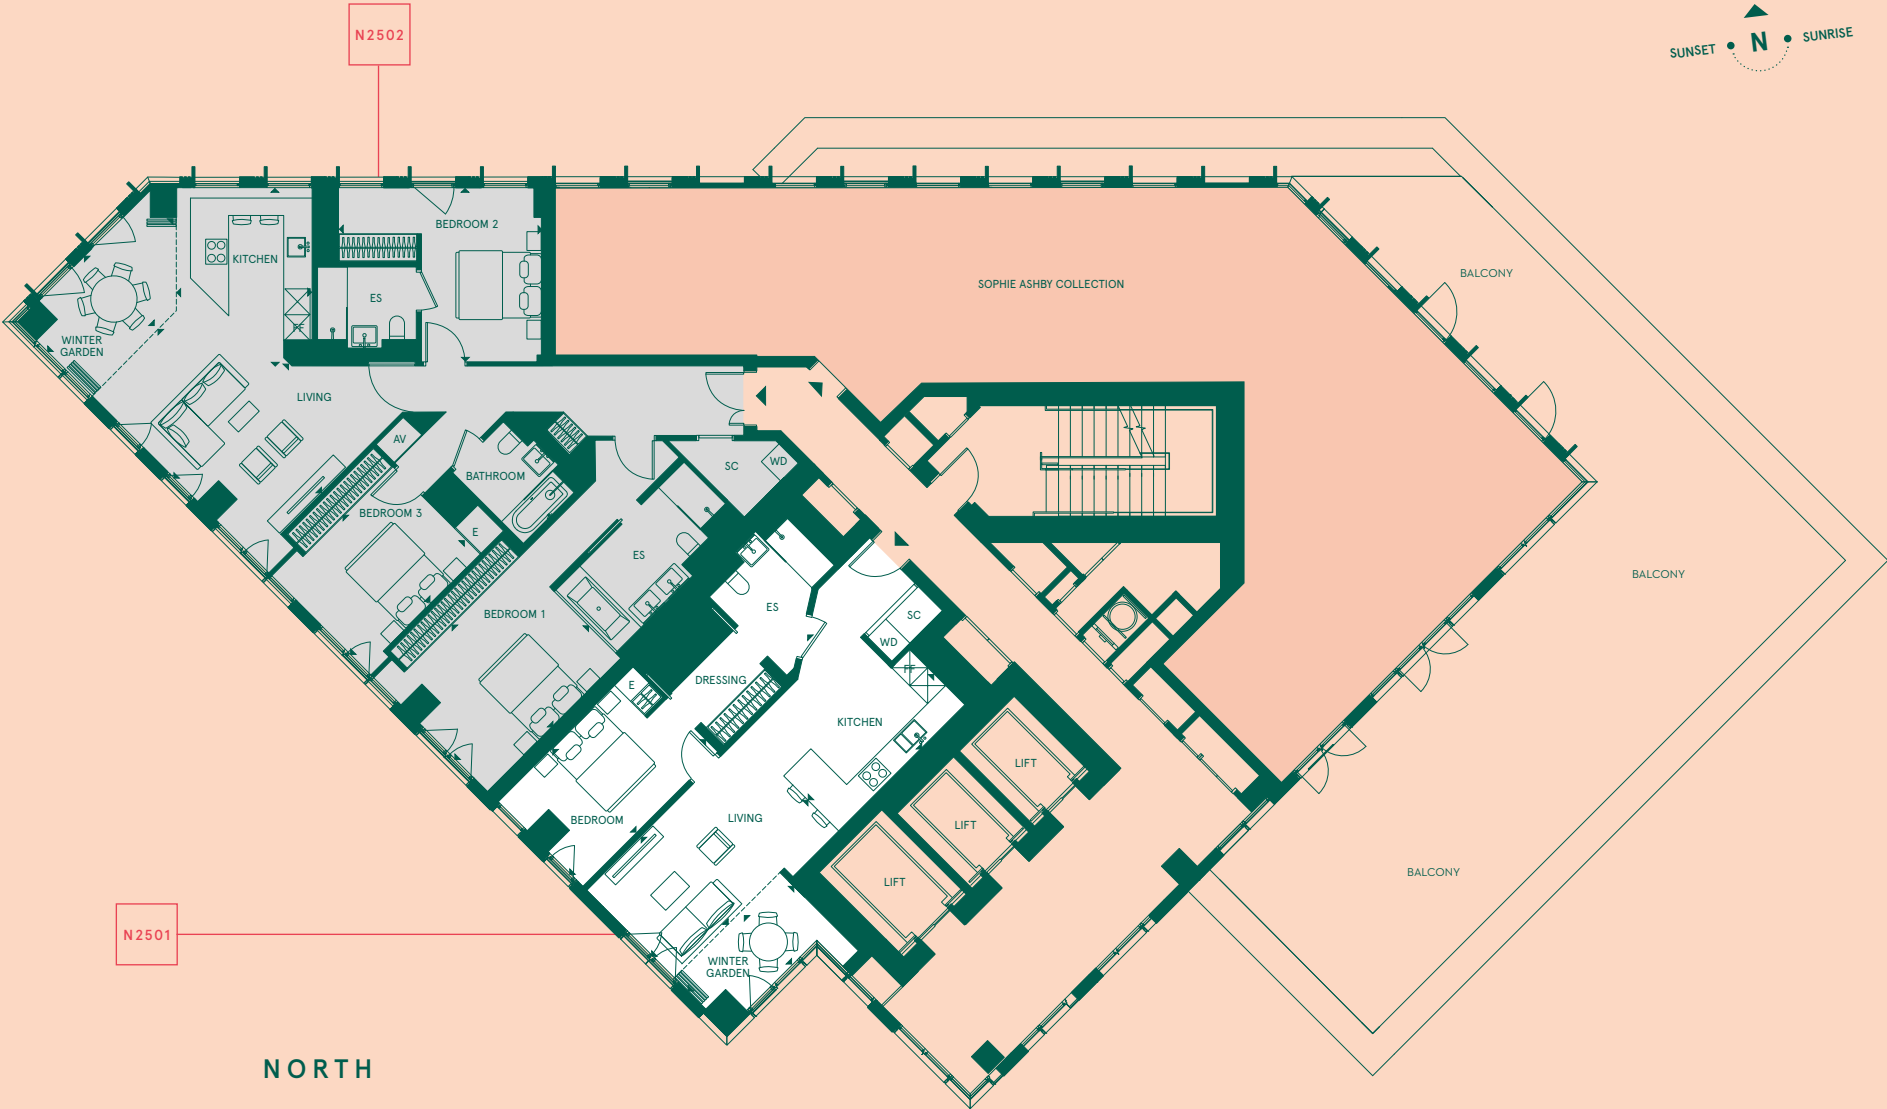 N2502
SUNSET
N
SUNRISE
BEDROOM 2
KITCHEN
BALCONY
SOPHIE ASHBY COLLECTION
ES
FF
WINTER
GARDEN
LIVING
AV
SC
WD
BATHROOM
BEDROOM 3
E
ES
BALCONY
BEDROOM 1
ES
SC
WD
FF
DRESSING
E
KITCHEN
LIFT
LIVING
BEDROOM
LIFT
LIFT
BALCONY
N2501
WINTER
GARDEN
NORTH